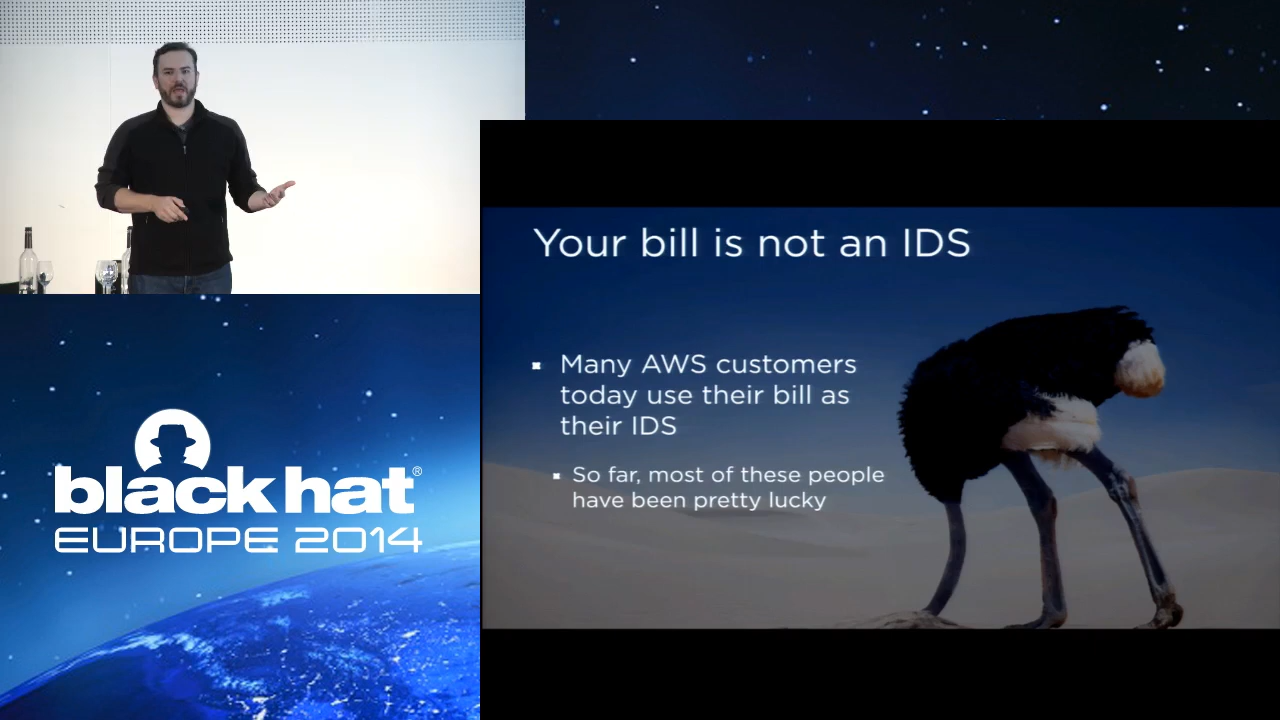 Your bill is not an IDS
Many AWS customers
today use their bill as
their IDS
So far, most of these people
have been pretty lucky
black hat®
EUROPE 2014